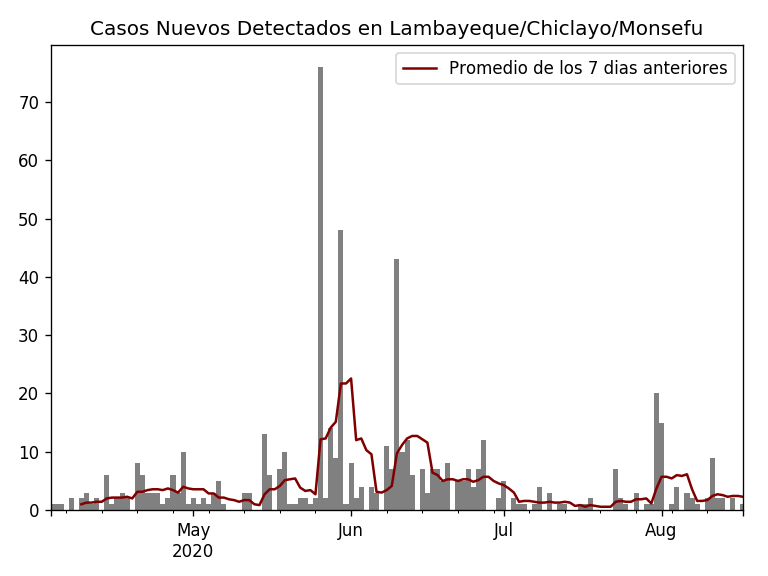 Casos Nuevos Detectados en Lambayeque/Chiclayo/Monsefu
Promedio de los 7 dias anteriores
70
60
50
40
30
20
10
0
May
2020
Jun
Jul
Aug